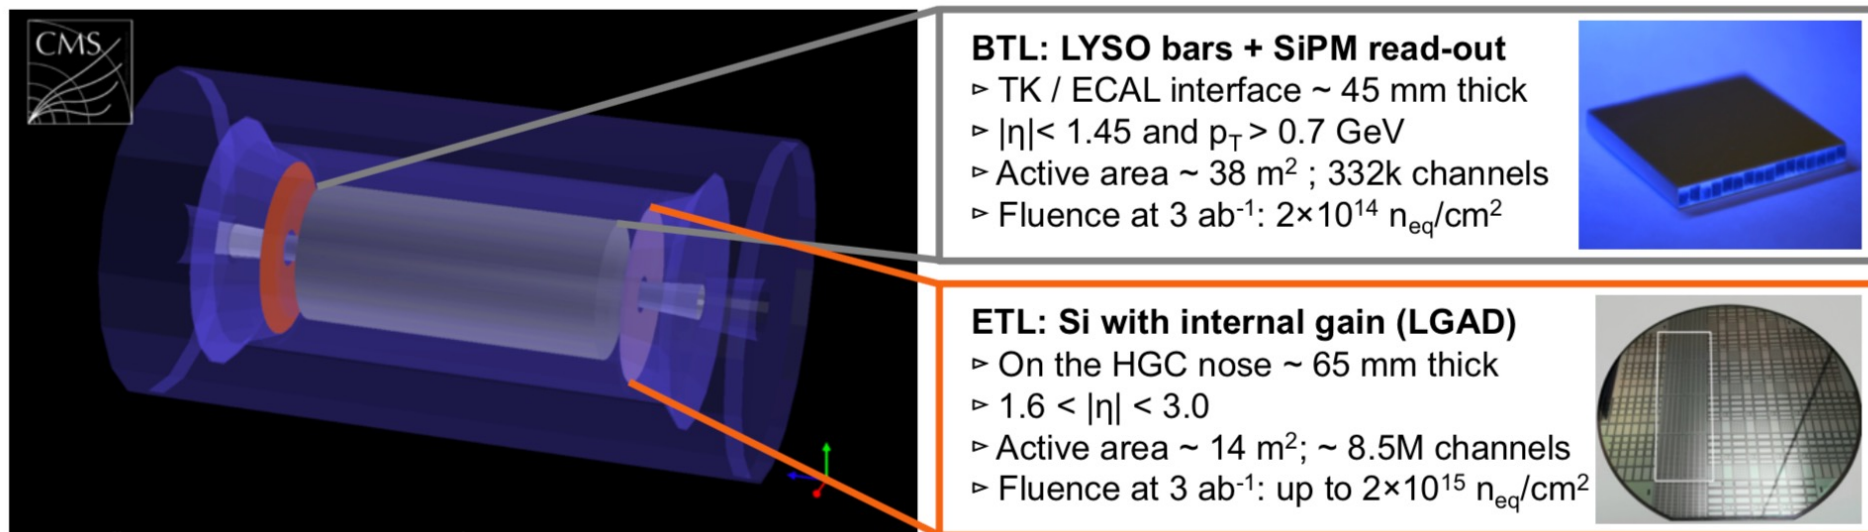 CMS
BTL: LYSO bars + SiPM read-out
▻ TK / ECAL interface ~ 45 mm thick
▻ |η|< 1.45 and p_T > 0.7 GeV
▻ Active area ~ 38 m² ; 332k channels
▻ Fluence at 3 ab⁻¹: 2×10¹⁴ n_eq/cm²
ETL: Si with internal gain (LGAD)
▻ On the HGC nose ~ 65 mm thick
▻ 1.6 < |η| < 3.0
▻ Active area ~ 14 m²; ~ 8.5M channels
▻ Fluence at 3 ab⁻¹: up to 2×10¹⁵ n_eq/cm²